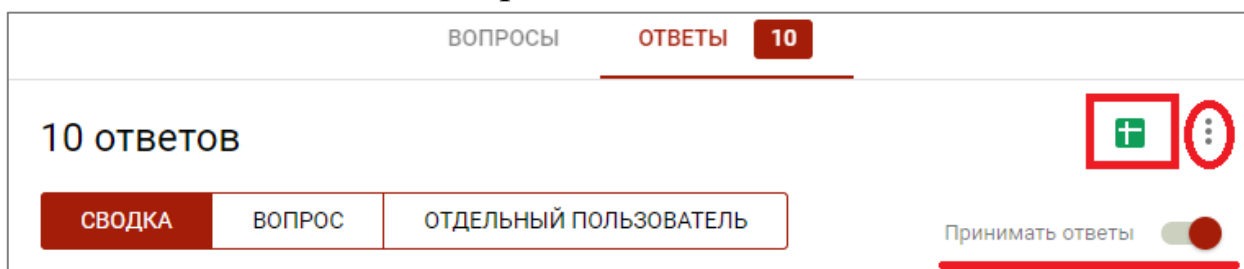 ВОПРОСЫ ОТВЕТЫ 10
10 ответов
СВОДКА ВОПРОС ОТДЕЛЬНЫЙ ПОЛЬЗОВАТЕЛЬ
Принимать ответы